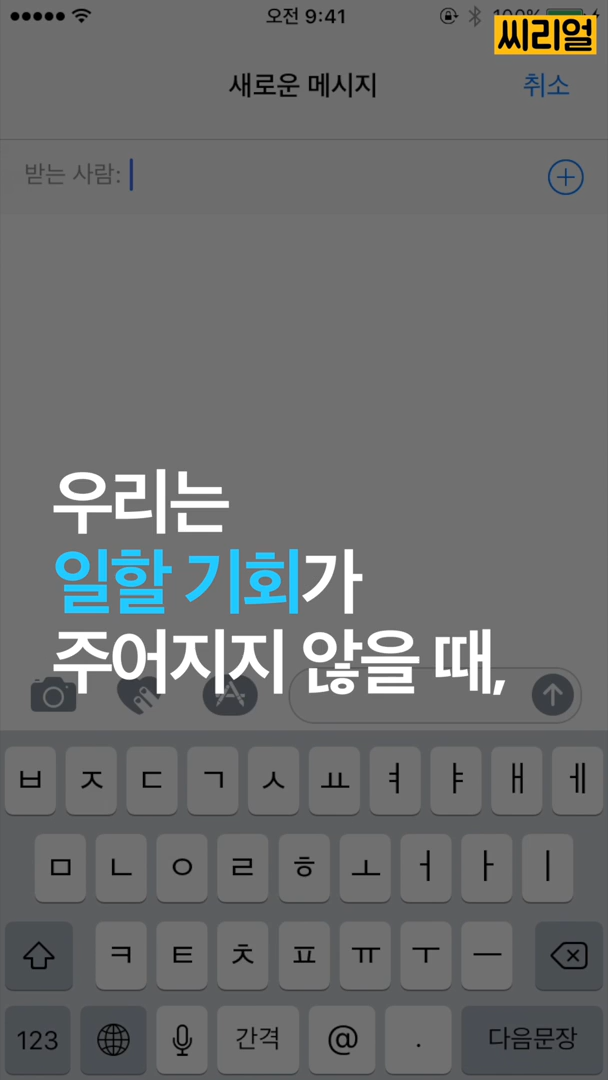 오전 9:41
100%
씨리얼
새로운 메시지
취소
받는 사람:
우리는
일할 기회가
주어지지 않을 때,
ㅂ ㅈ ㄷ ㄱ ㅅ ㅛ ㅕ ㅑ ㅐ ㅔ
ㅁ ㄴ ㅇ ㄹ ㅎ ㅗ ㅓ ㅏ ㅣ
ㅋ ㅌ ㅊ ㅍ ㅠ ㅜ ㅡ
123 간격 @ . 다음문장